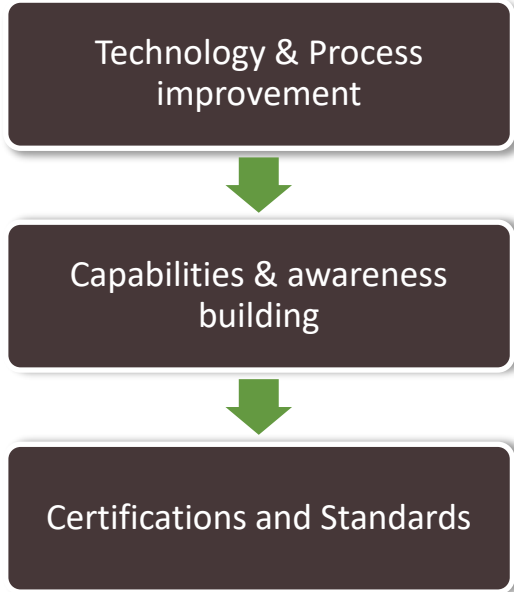 Technology & Process
improvement
Capabilities & awareness
building
Certifications and Standards